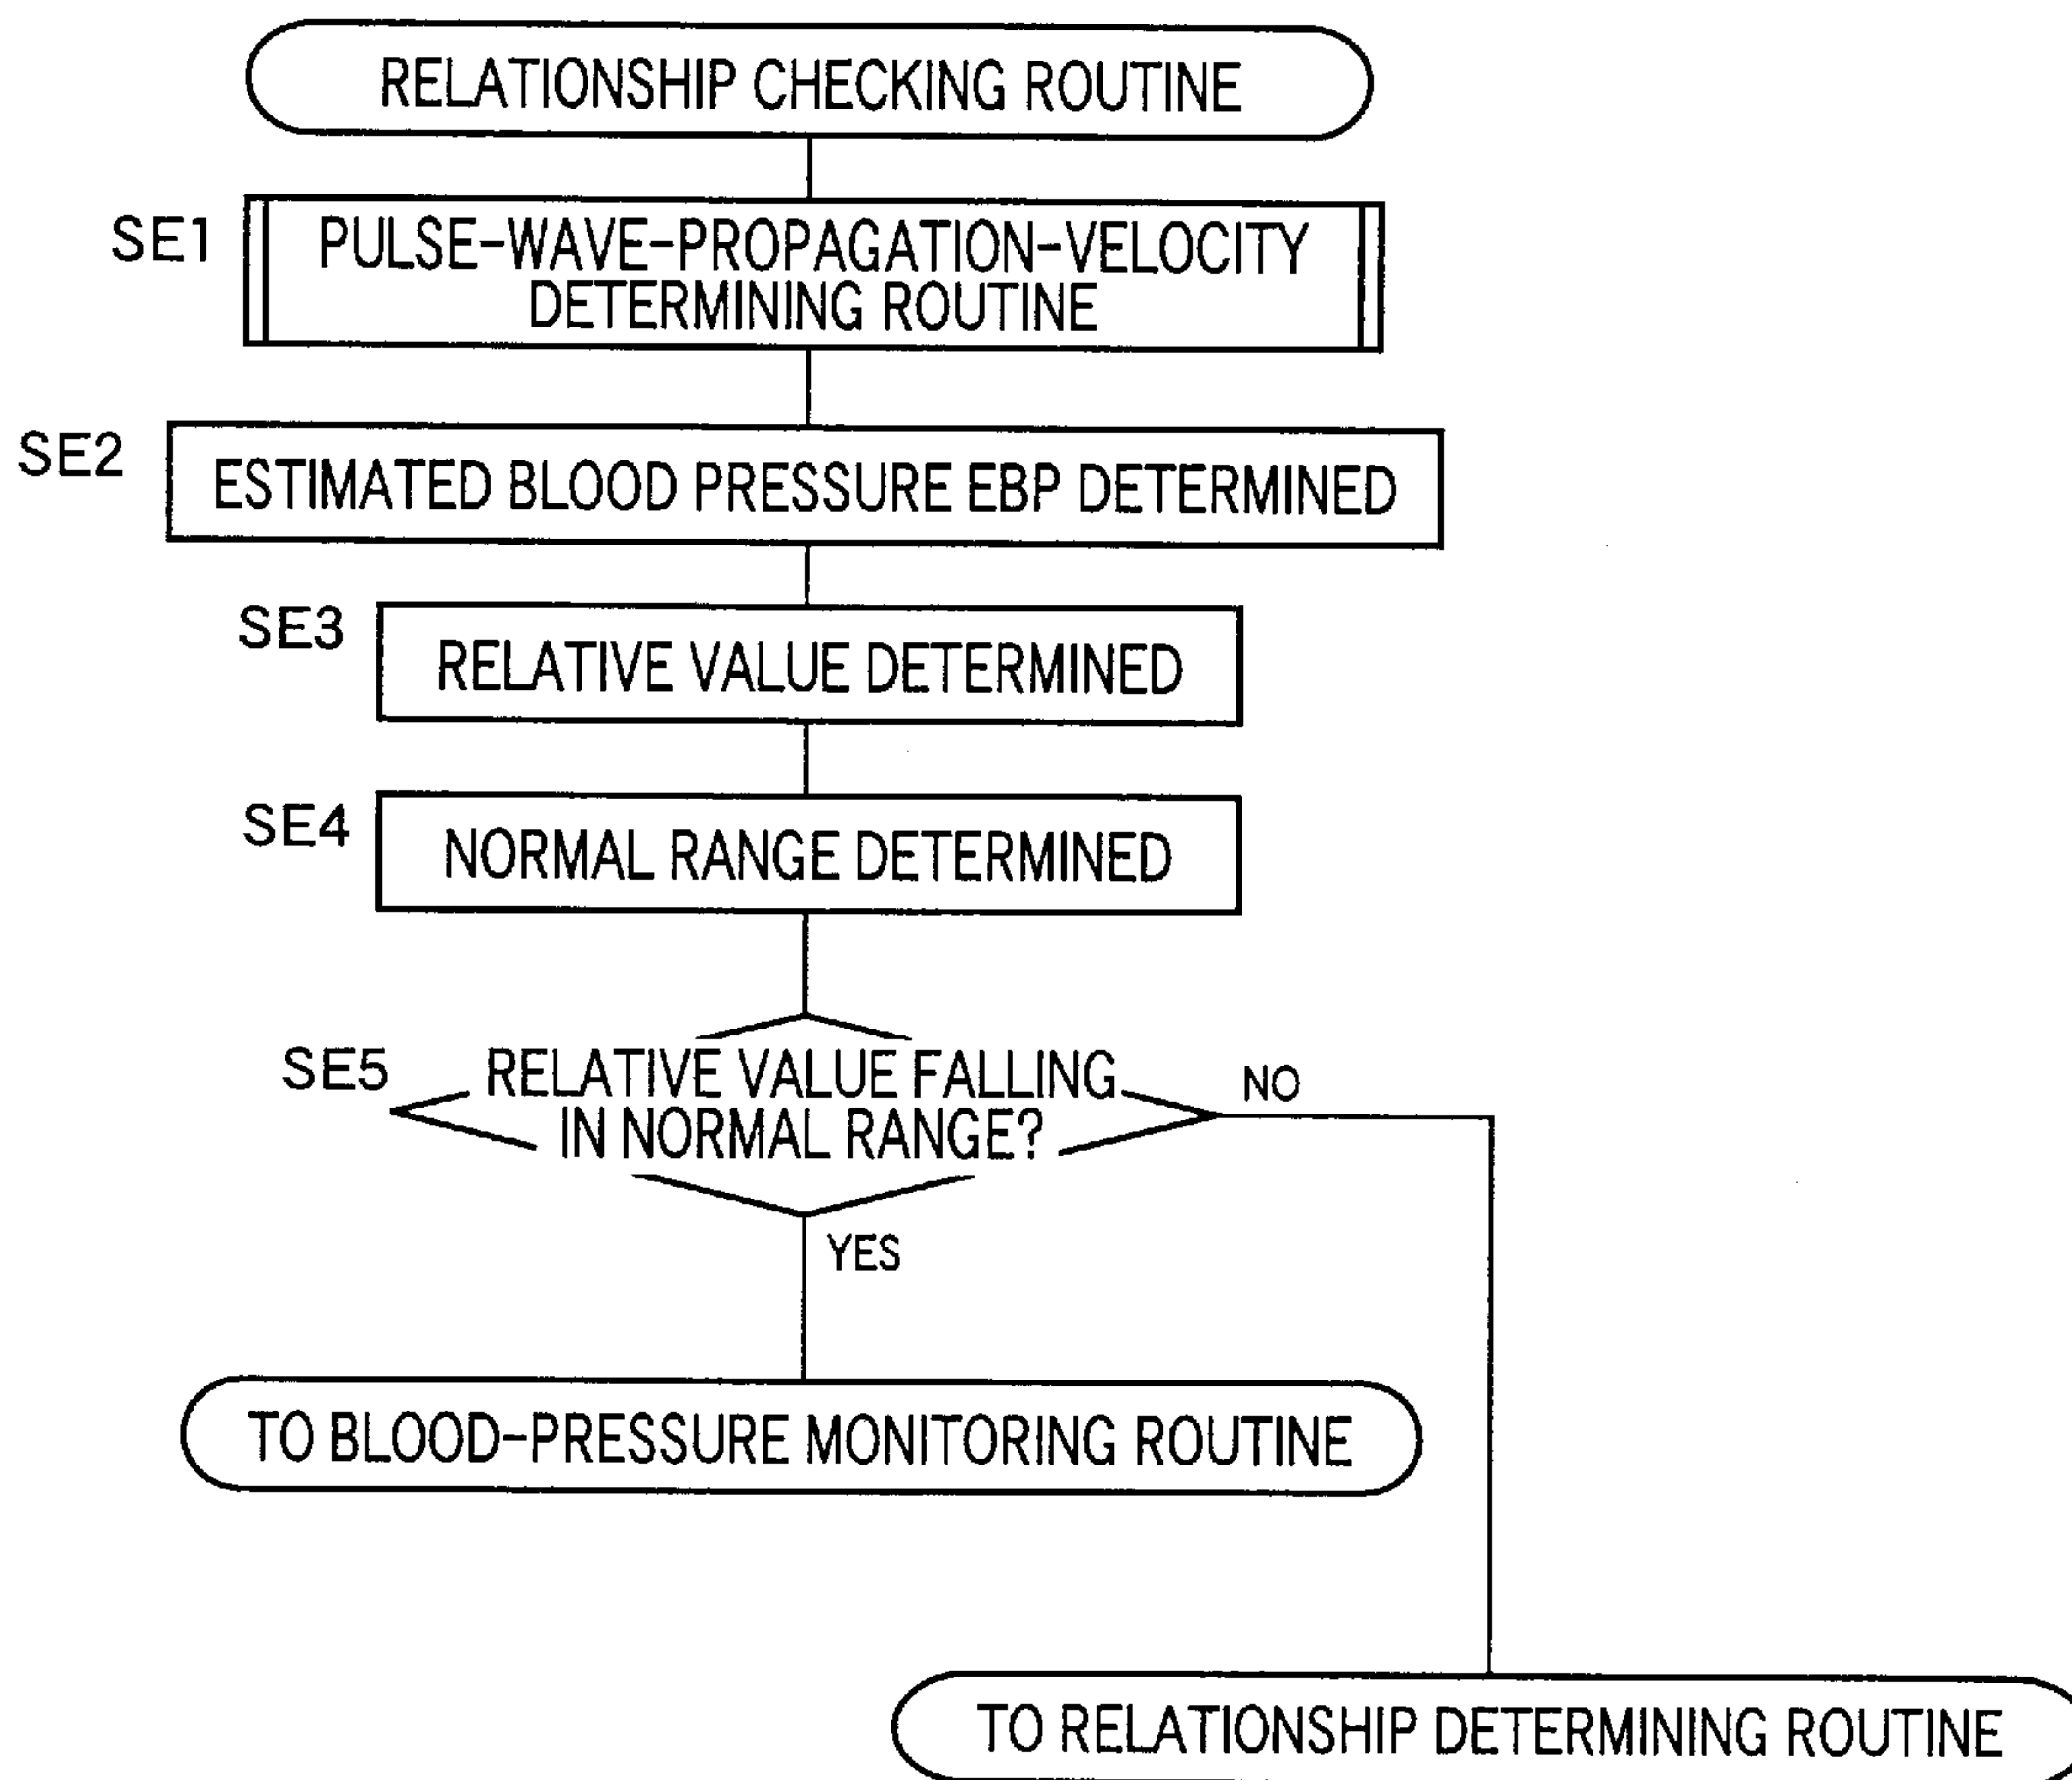 RELATIONSHIP CHECKING ROUTINE
SE1
PULSE-WAVE-PROPAGATION-VELOCITY
DETERMINING ROUTINE
SE2
ESTIMATED BLOOD PRESSURE EBP DETERMINED
SE3
RELATIVE VALUE DETERMINED
SE4
NORMAL RANGE DETERMINED
SE5
RELATIVE VALUE FALLING
IN NORMAL RANGE?
NO
YES
TO BLOOD-PRESSURE MONITORING ROUTINE
TO RELATIONSHIP DETERMINING ROUTINE